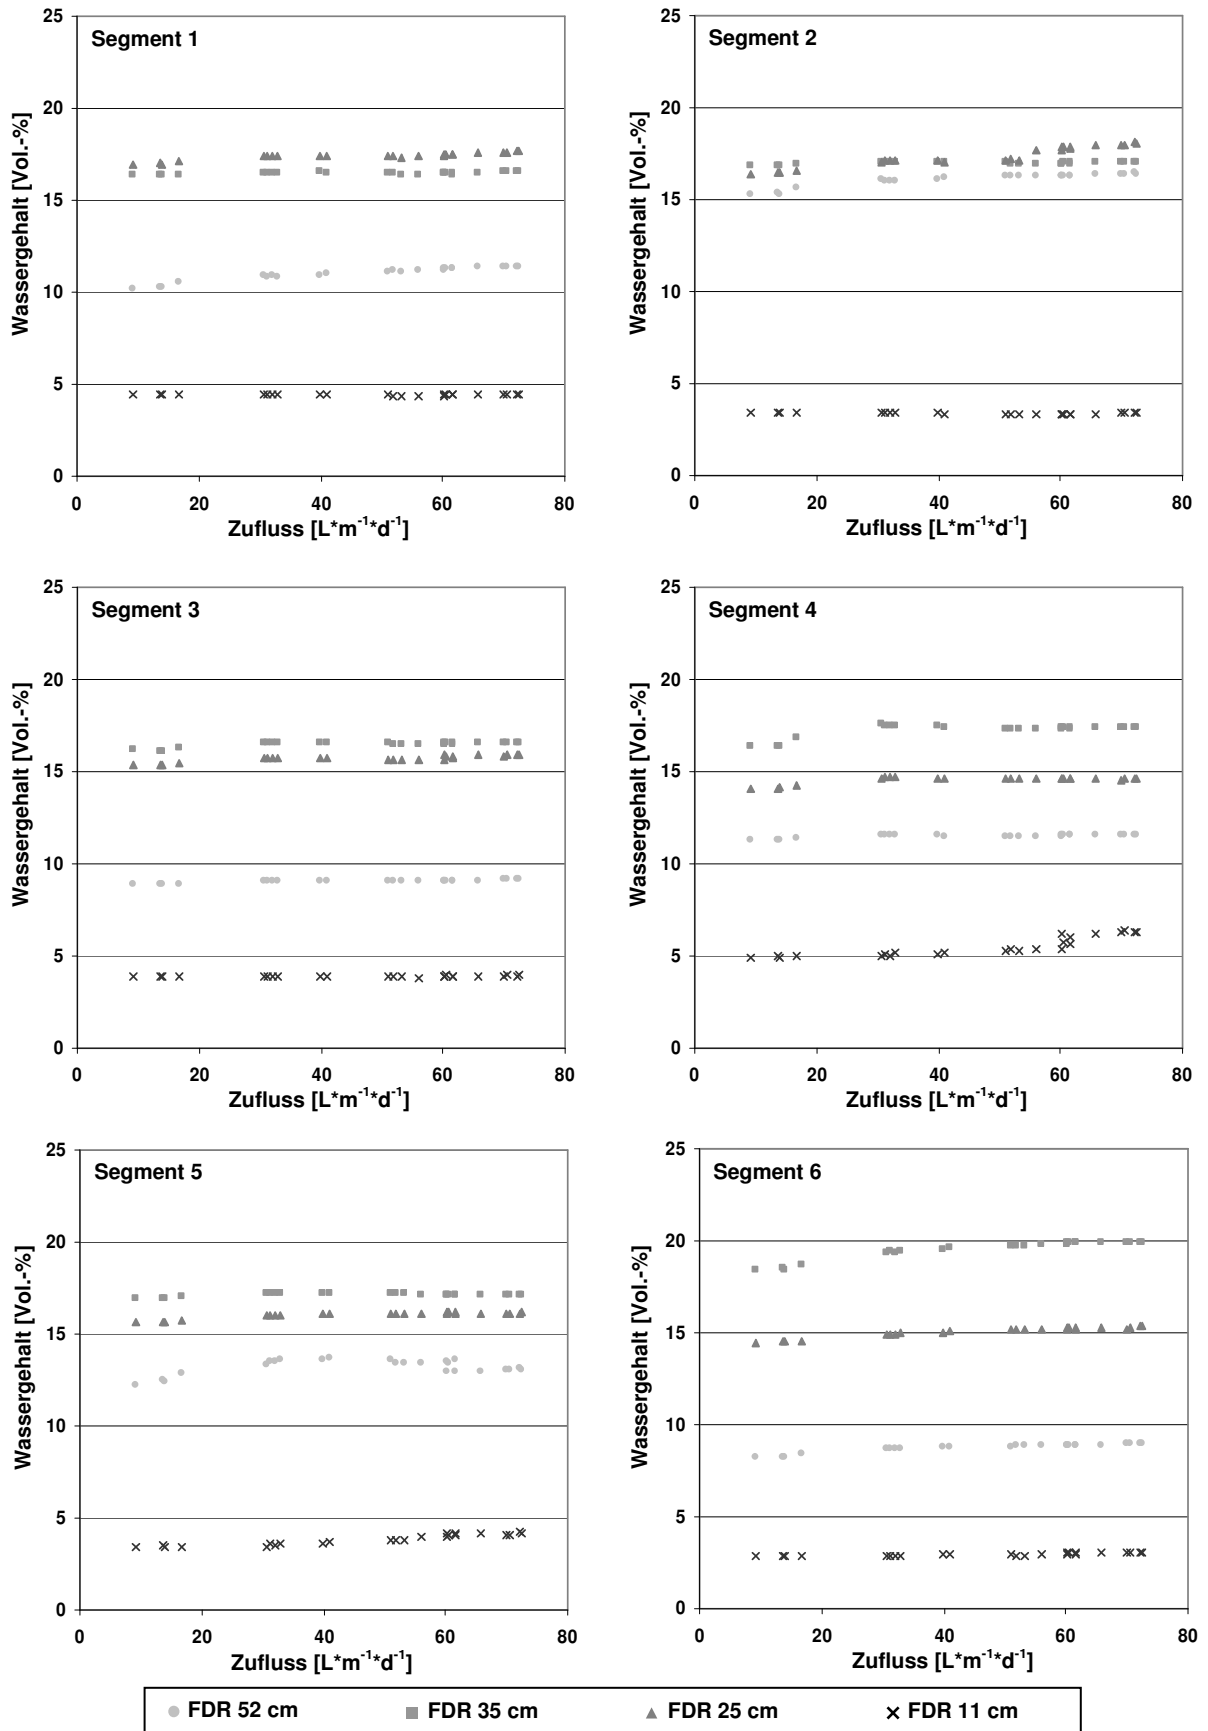 Segment 1
Wassergehalt [Vol.-%]
25
20
15
10
5
0
0 20 40 60 80
Zufluss [L*m-1*d-1]
Segment 2
Wassergehalt [Vol.-%]
25
20
15
10
5
0
0 20 40 60 80
Zufluss [L*m-1*d-1]
Segment 3
Wassergehalt [Vol.-%]
25
20
15
10
5
0
0 20 40 60 80
Zufluss [L*m-1*d-1]
Segment 4
Wassergehalt [Vol.-%]
25
20
15
10
5
0
0 20 40 60 80
Zufluss [L*m-1*d-1]
Segment 5
Wassergehalt [Vol.-%]
25
20
15
10
5
0
0 20 40 60 80
Zufluss [L*m-1*d-1]
Segment 6
Wassergehalt [Vol.-%]
25
20
15
10
5
0
0 20 40 60 80
Zufluss [L*m-1*d-1]
FDR 52 cm FDR 35 cm FDR 25 cm FDR 11 cm